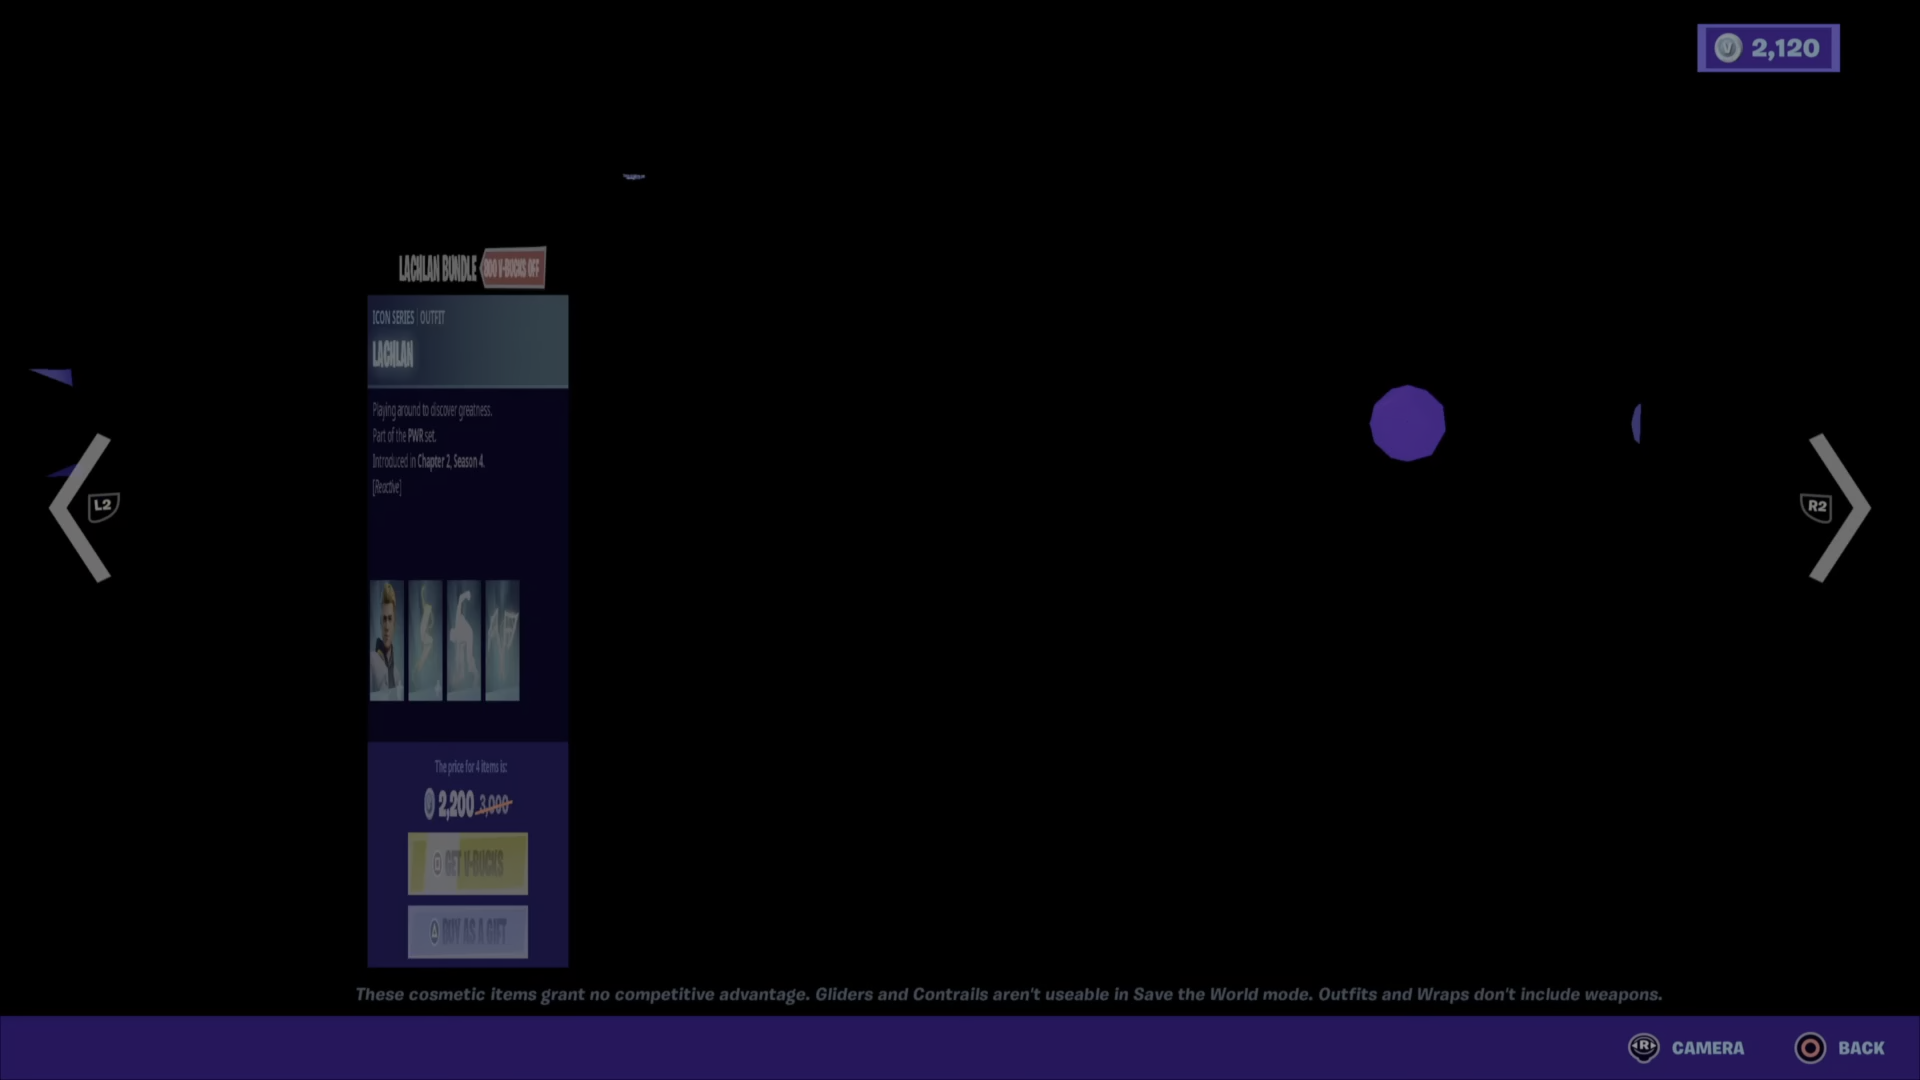 2,120
LACHLAN BUNDLE 800 V-BUCKS OFF
ICON SERIES | OUTFIT
LACHLAN
Playing around to discover greatness.
Part of the PWR set.
Introduced in Chapter 2, Season 4.
[Reactive]
L2
R2
The price for 4 items is:
2,200 3,000
GET V-BUCKS
BUY AS A GIFT
These cosmetic items grant no competitive advantage. Gliders and Contrails aren't useable in Save the World mode. Outfits and Wraps don't include weapons.
R CAMERA BACK